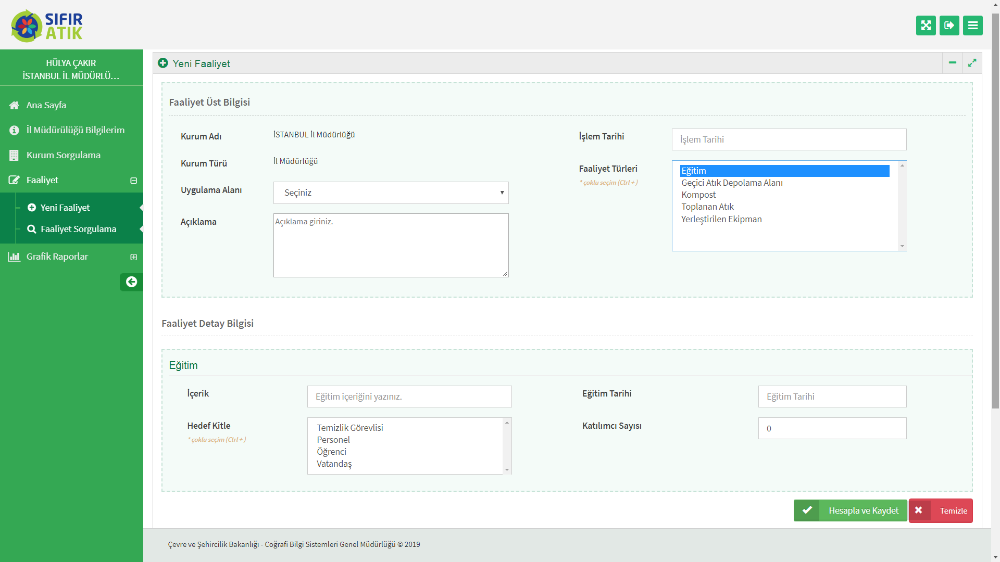 SIFIR
ATIK
HÜLYA ÇAKIR
İSTANBUL İL MÜDÜRLÜ...
Ana Sayfa
İl Müdürülüğü Bilgilerim
Kurum Sorgulama
Faaliyet
Yeni Faaliyet
Faaliyet Sorgulama
Grafik Raporlar
Yeni Faaliyet
Faaliyet Üst Bilgisi
Kurum Adı
İSTANBUL İl Müdürlüğü
Kurum Türü
İl Müdürlüğü
Uygulama Alanı
Seçiniz
Açıklama
Açıklama giriniz.
İşlem Tarihi
İşlem Tarihi
Faaliyet Türleri
* çoklu seçim (Ctrl + )
Eğitim
Geçici Atık Depolama Alanı
Kompost
Toplanan Atık
Yerleştirilen Ekipman
Faaliyet Detay Bilgisi
Eğitim
İçerik
Eğitim içeriğini yazınız.
Eğitim Tarihi
Eğitim Tarihi
Hedef Kitle
* çoklu seçim (Ctrl + )
Temizlik Görevlisi
Personel
Öğrenci
Vatandaş
Katılımcı Sayısı
0
Hesapla ve Kaydet
Temizle
Çevre ve Şehircilik Bakanlığı - Coğrafi Bilgi Sistemleri Genel Müdürlüğü © 2019